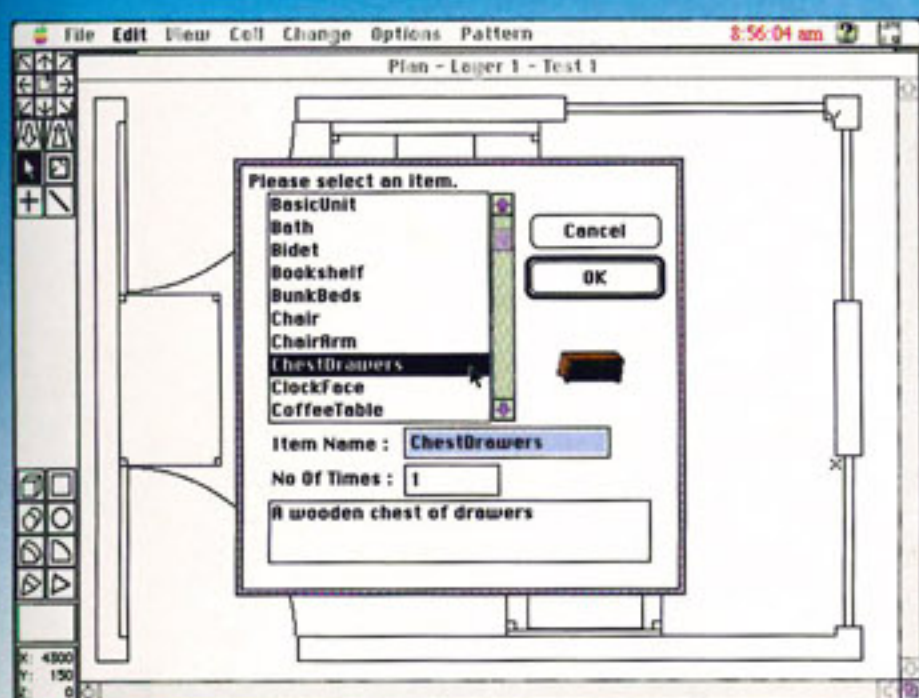 File Edit View Cell Change Options Pattern 8:56:04 am
Plan - Layer 1 - Test 1
Please select an item.
BasicUnit
Bath
Bidet
Bookshelf
BunkBeds
Chair
ChairArm
ChestDrawers
ClockFace
CoffeeTable
Cancel
OK
Item Name : ChestDrawers
No Of Times : 1
A wooden chest of drawers
X: 4800
Y: 150
Z: 0